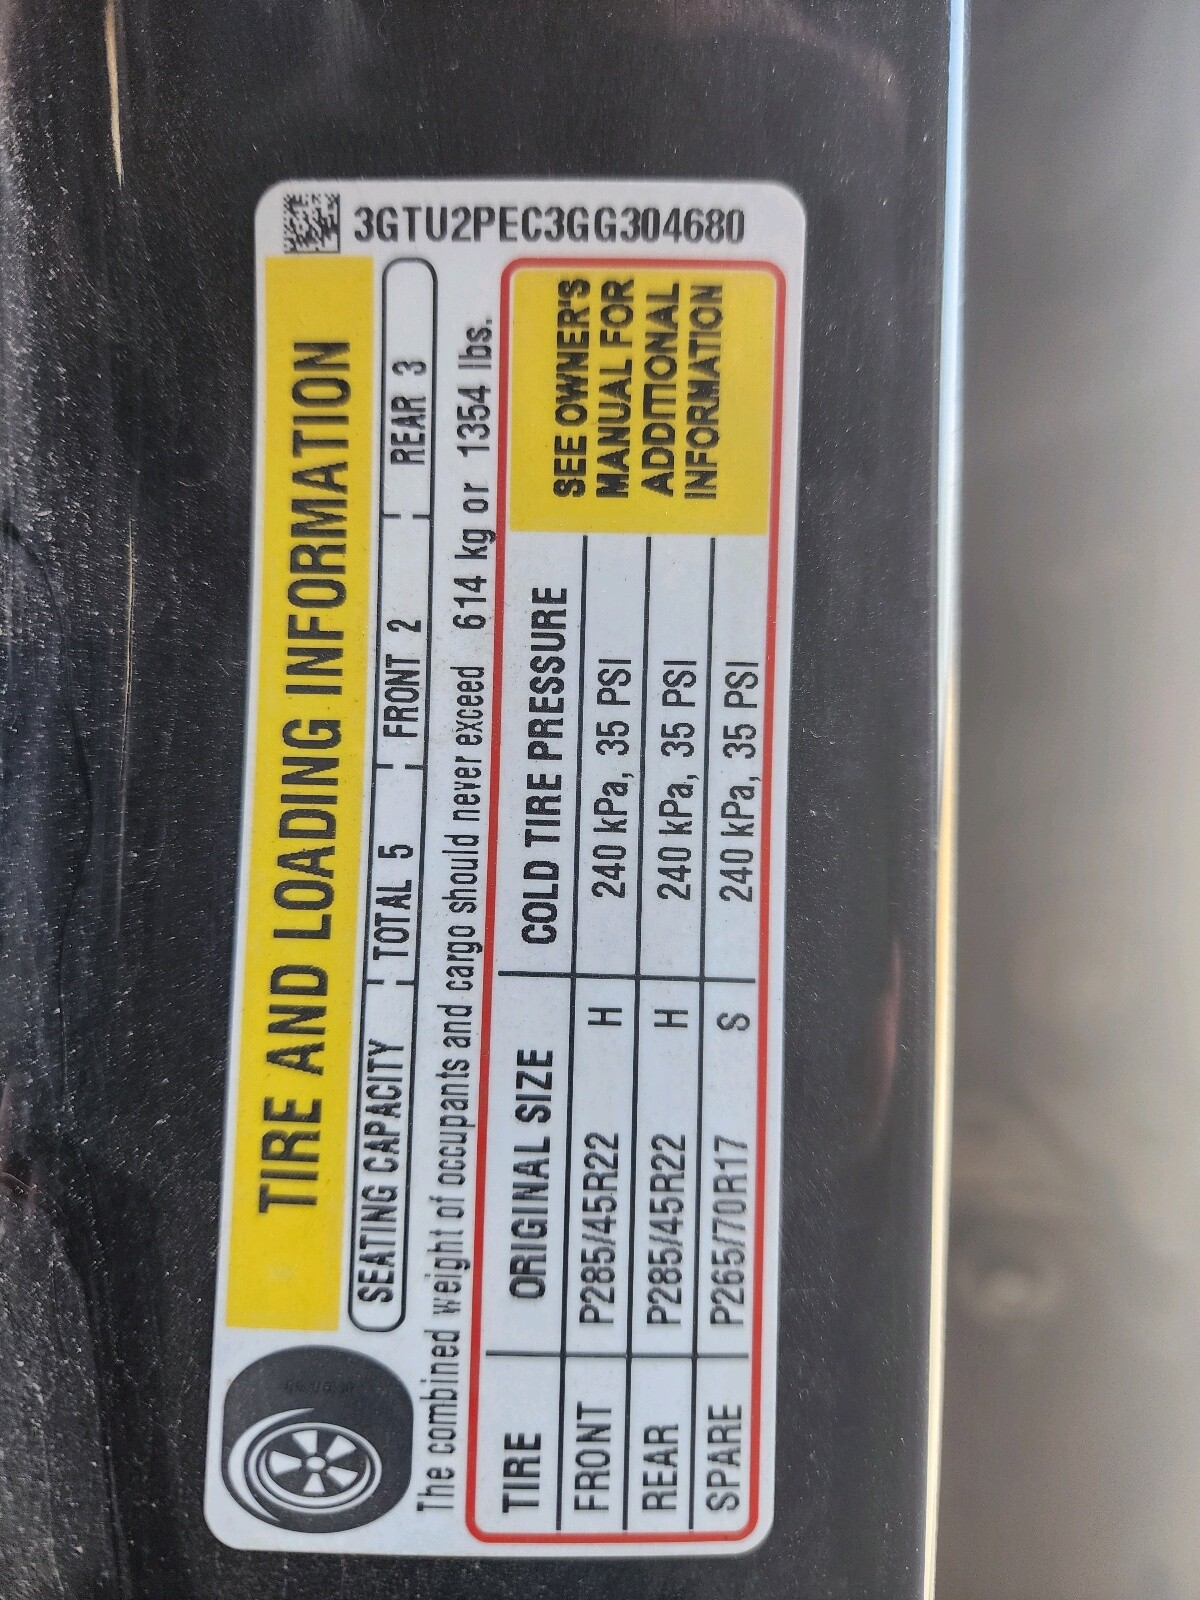 3GTU2PEC3GG304680
TIRE AND LOADING INFORMATION
SEATING CAPACITY TOTAL 5 FRONT 2 REAR 3
The combined weight of occupants and cargo should never exceed 614 kg or 1354 lbs.
TIRE ORIGINAL SIZE COLD TIRE PRESSURE
FRONT P285/45R22 H 240 kPa, 35 PSI
REAR P285/45R22 H 240 kPa, 35 PSI
SPARE P265/70R17 S 240 kPa, 35 PSI
SEE OWNER'S
MANUAL FOR
ADDITIONAL
INFORMATION